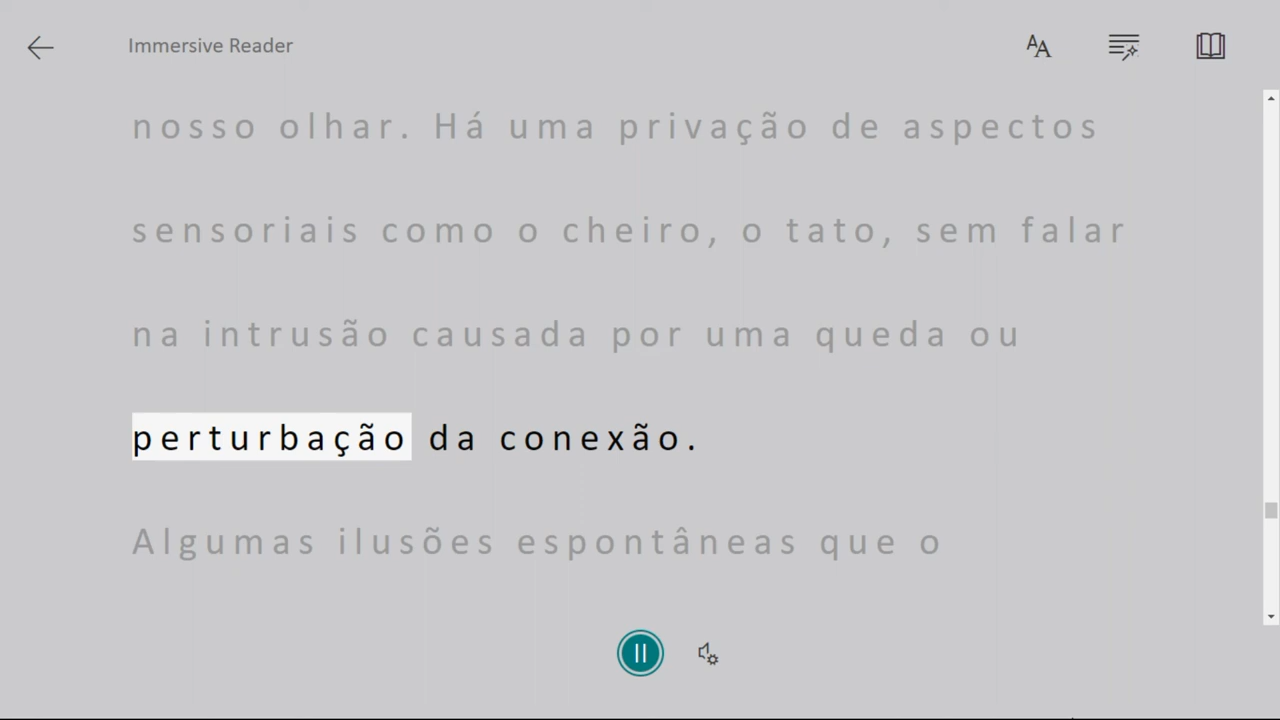 Immersive Reader
nosso olhar. Há uma privação de aspectos
sensoriais como o cheiro, o tato, sem falar
na intrusão causada por uma queda ou
perturbação da conexão.
Algumas ilusões espontâneas que o